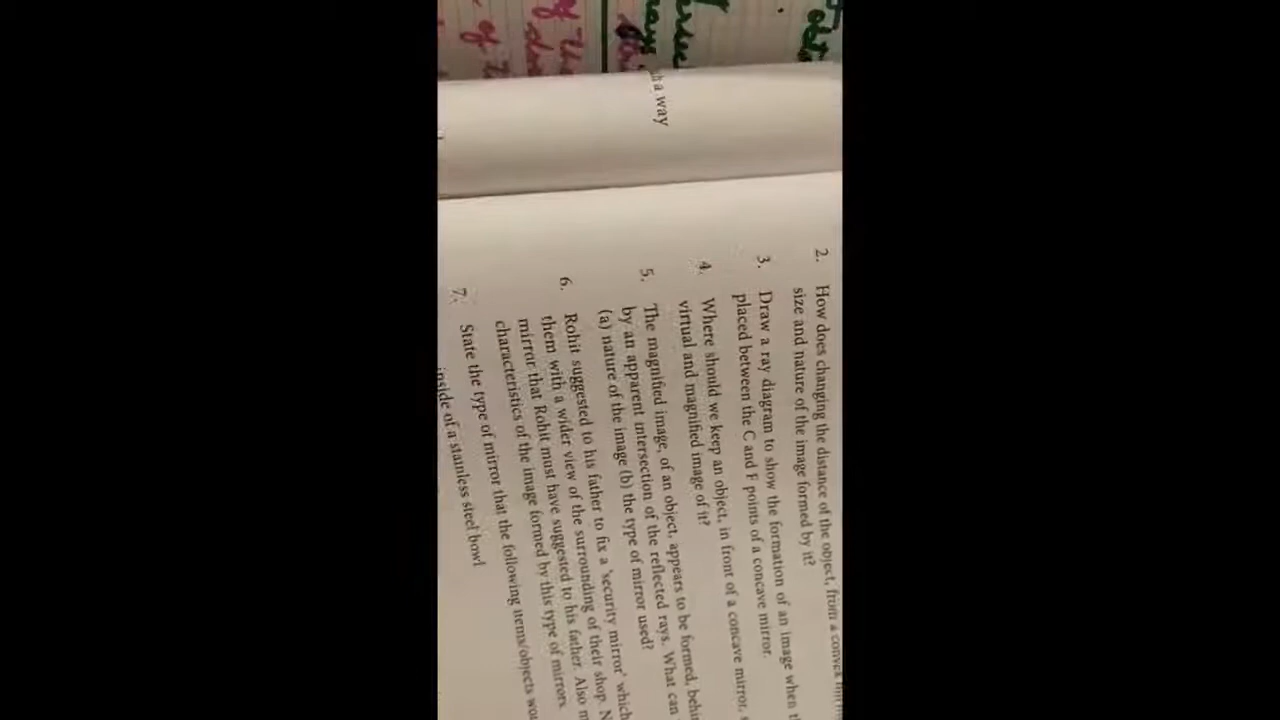 h a way
2. How does changing the distance of the object, from a convex
size and nature of the image formed by it?
3. Draw a ray diagram to show the formation of an image when
placed between the C and F points of a concave mirror.
4. Where should we keep an object, in front of a concave mirror,
virtual and magnified image of it?
5. The magnified image, of an object, appears to be formed,
by an apparent intersection of the reflected rays. What can
(a) nature of the image (b) the type of mirror used?
6. Rohit suggested to his father to fix a 'security mirror' which
them with a wider view of the surrounding of their shop.
mirror that Rohit must have suggested to his father. Also
characteristics of the image formed by this type of mirrors.
7. State the type of mirror that the following items/objects
inside of a stainless steel bowl